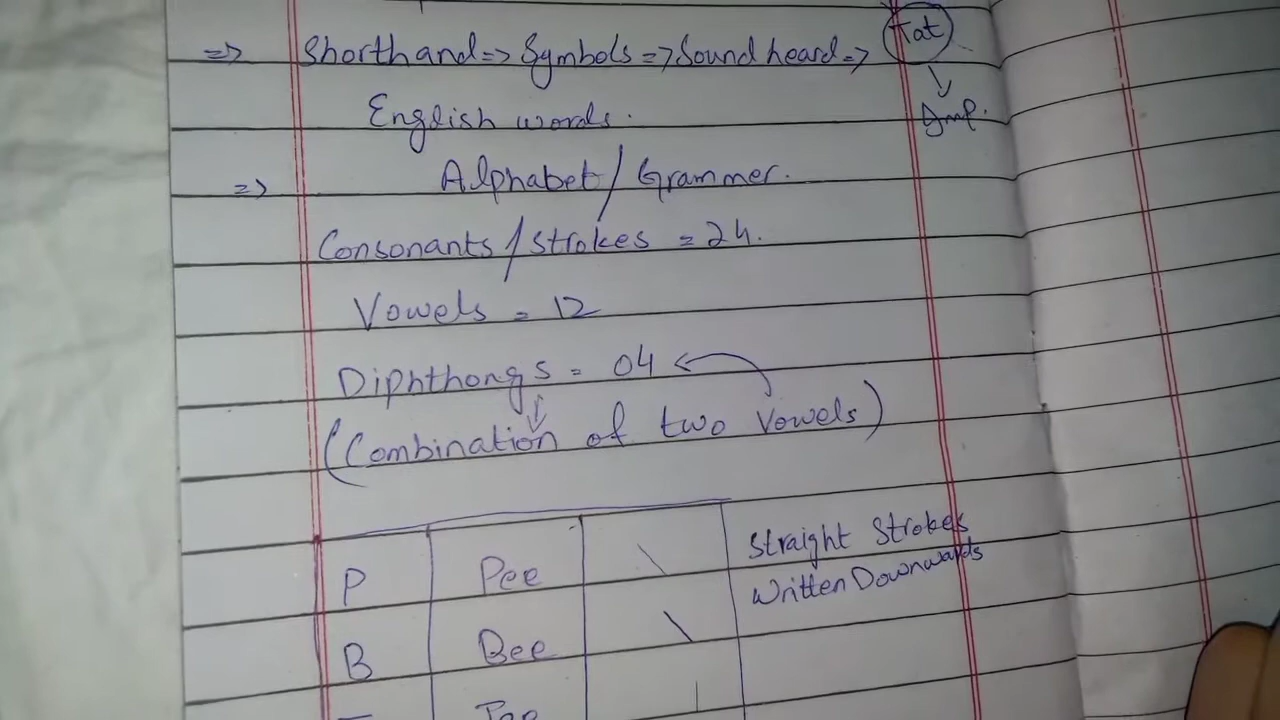 => Shorthand => Symbols => Sound heard => Kat
English words.
Imp.
=> Alphabet / Grammer.
Consonants / strokes = 24.
Vowels = 12
Diphthongs = 04
(Combination of two Vowels)
P Pee \ Straight Strokes
Written Downwards
B Bee \